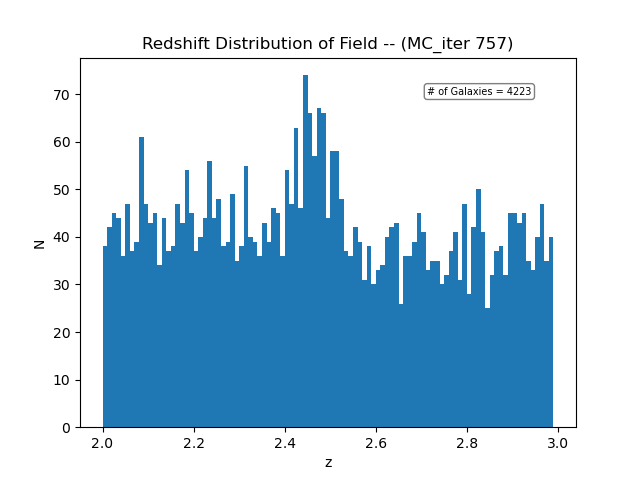 Redshift Distribution of Field -- (MC_iter 757)
# of Galaxies = 4223
70
60
50
40
30
20
10
0
N
2.0 2.2 2.4 2.6 2.8 3.0
z